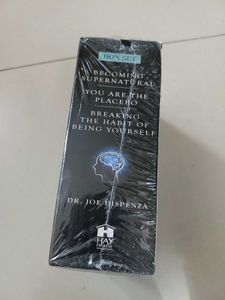 BOX SET
BECOMING
SUPERNATURAL
YOU ARE THE
PLACEBO
BREAKING
THE HABIT OF
BEING YOURSELF
DR. JOE DISPENZA
HAY
HOUSE